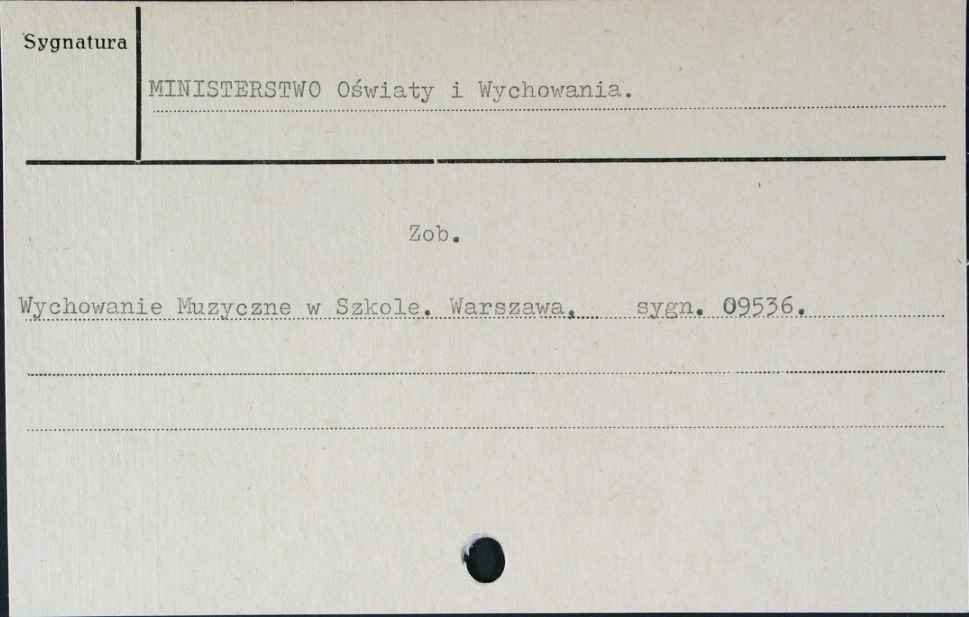 Sygnatura
MINISTERSTWO Oświaty i Wychowania.
Zob.
Wychowanie Muzyczne w Szkole. Warszawa, sygn. 09536.